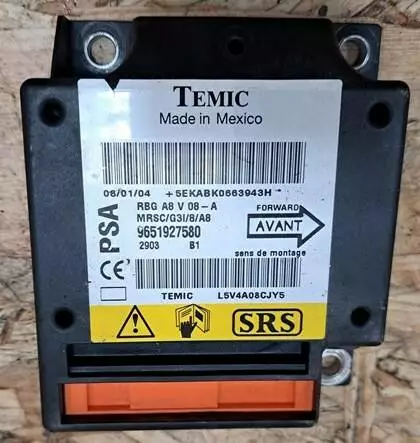 TEMIC
Made in Mexico
06/01/04 +5EKABK0663943H
RBG A8 V 08-A
MRSC/G3I/8/A8
9651927580
2903 B1
PSA
CE
FORWARD
AVANT
sens de montage
TEMIC L5V4A08CJY5
SRS